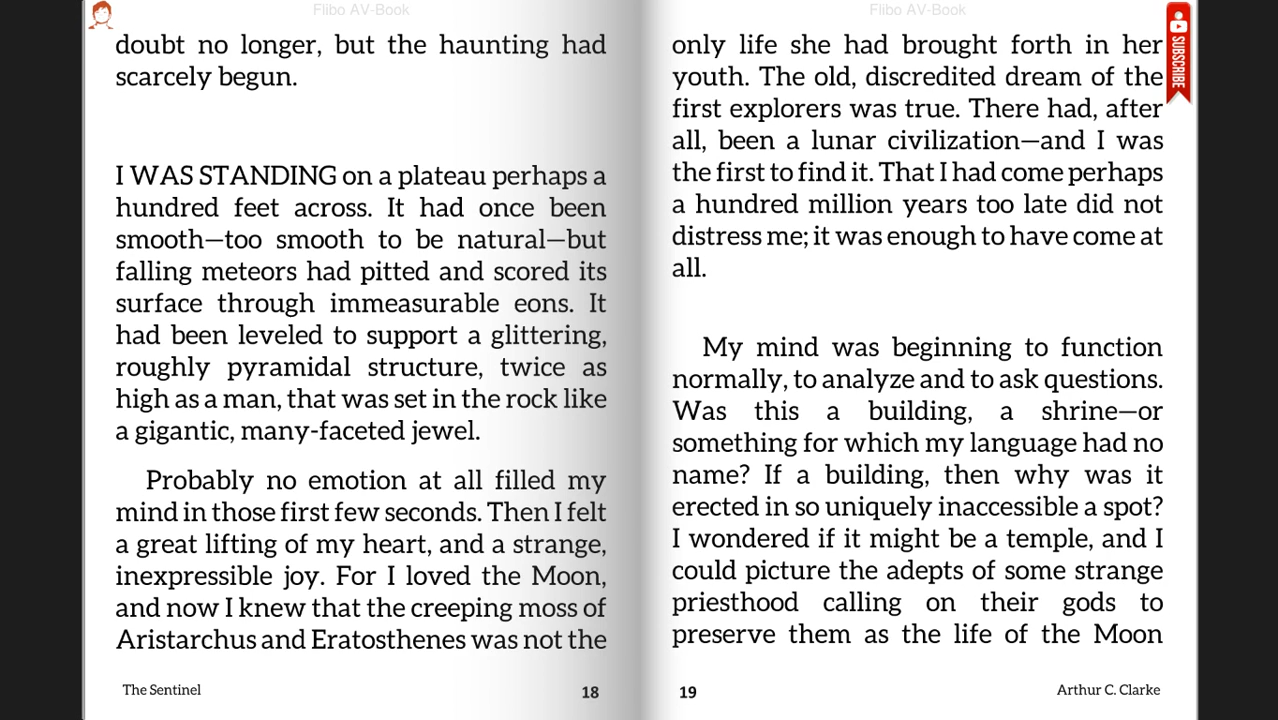 Flibo AV-Book
doubt no longer, but the haunting had
scarcely begun.
I WAS STANDING on a plateau perhaps a
hundred feet across. It had once been
smooth—too smooth to be natural—but
falling meteors had pitted and scored its
surface through immeasurable eons. It
had been leveled to support a glittering,
roughly pyramidal structure, twice as
high as a man, that was set in the rock like
a gigantic, many-faceted jewel.
Probably no emotion at all filled my
mind in those first few seconds. Then I felt
a great lifting of my heart, and a strange,
inexpressible joy. For I loved the Moon,
and now I knew that the creeping moss of
Aristarchus and Eratosthenes was not the
The Sentinel
18
Flibo AV-Book
SUBSCRIBE
only life she had brought forth in her
youth. The old, discredited dream of the
first explorers was true. There had, after
all, been a lunar civilization—and I was
the first to find it. That I had come perhaps
a hundred million years too late did not
distress me; it was enough to have come at
all.
My mind was beginning to function
normally, to analyze and to ask questions.
Was this a building, a shrine—or
something for which my language had no
name? If a building, then why was it
erected in so uniquely inaccessible a spot?
I wondered if it might be a temple, and I
could picture the adepts of some strange
priesthood calling on their gods to
preserve them as the life of the Moon
19
Arthur C. Clarke